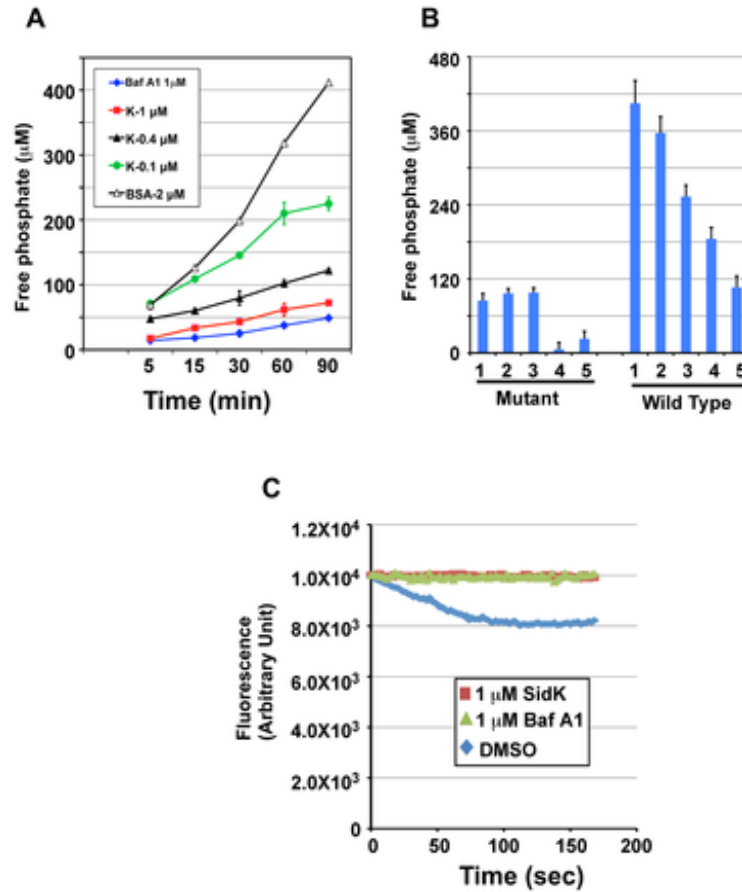 A
Free phosphate (μM)
400
300
200
100
0
Baf A1 1μM
K-1 μM
K-0.4 μM
K-0.1 μM
BSA-2 μM
5 15 30 60 90
Time (min)
B
Free phosphate (μM)
480
360
240
120
0
1 2 3 4 5 1 2 3 4 5
Mutant Wild Type
C
Fluorescence
(Arbitrary Unit)
1.2X10⁴
1.0X10⁴
8.0X10³
6.0X10³
4.0X10³
2.0X10³
0
1 μM SidK
1 μM Baf A1
DMSO
0 50 100 150 200
Time (sec)